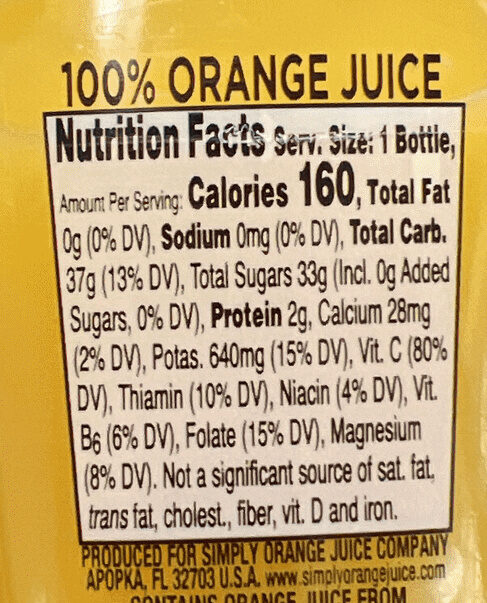 100% ORANGE JUICE
Nutrition Facts Serv. Size: 1 Bottle,
Amount Per Serving: Calories 160, Total Fat
0g (0% DV), Sodium 0mg (0% DV), Total Carb.
37g (13% DV), Total Sugars 33g (Incl. 0g Added
Sugars, 0% DV), Protein 2g, Calcium 28mg
(2% DV), Potas. 640mg (15% DV), Vit. C (80%
DV), Thiamin (10% DV), Niacin (4% DV), Vit.
B6 (6% DV), Folate (15% DV), Magnesium
(8% DV). Not a significant source of sat. fat,
trans fat, cholest., fiber, vit. D and iron.
PRODUCED FOR SIMPLY ORANGE JUICE COMPANY
APOPKA, FL 32703 U.S.A. www.simplyorangejuice.com
CONTAINS ORANGE JUICE FROM